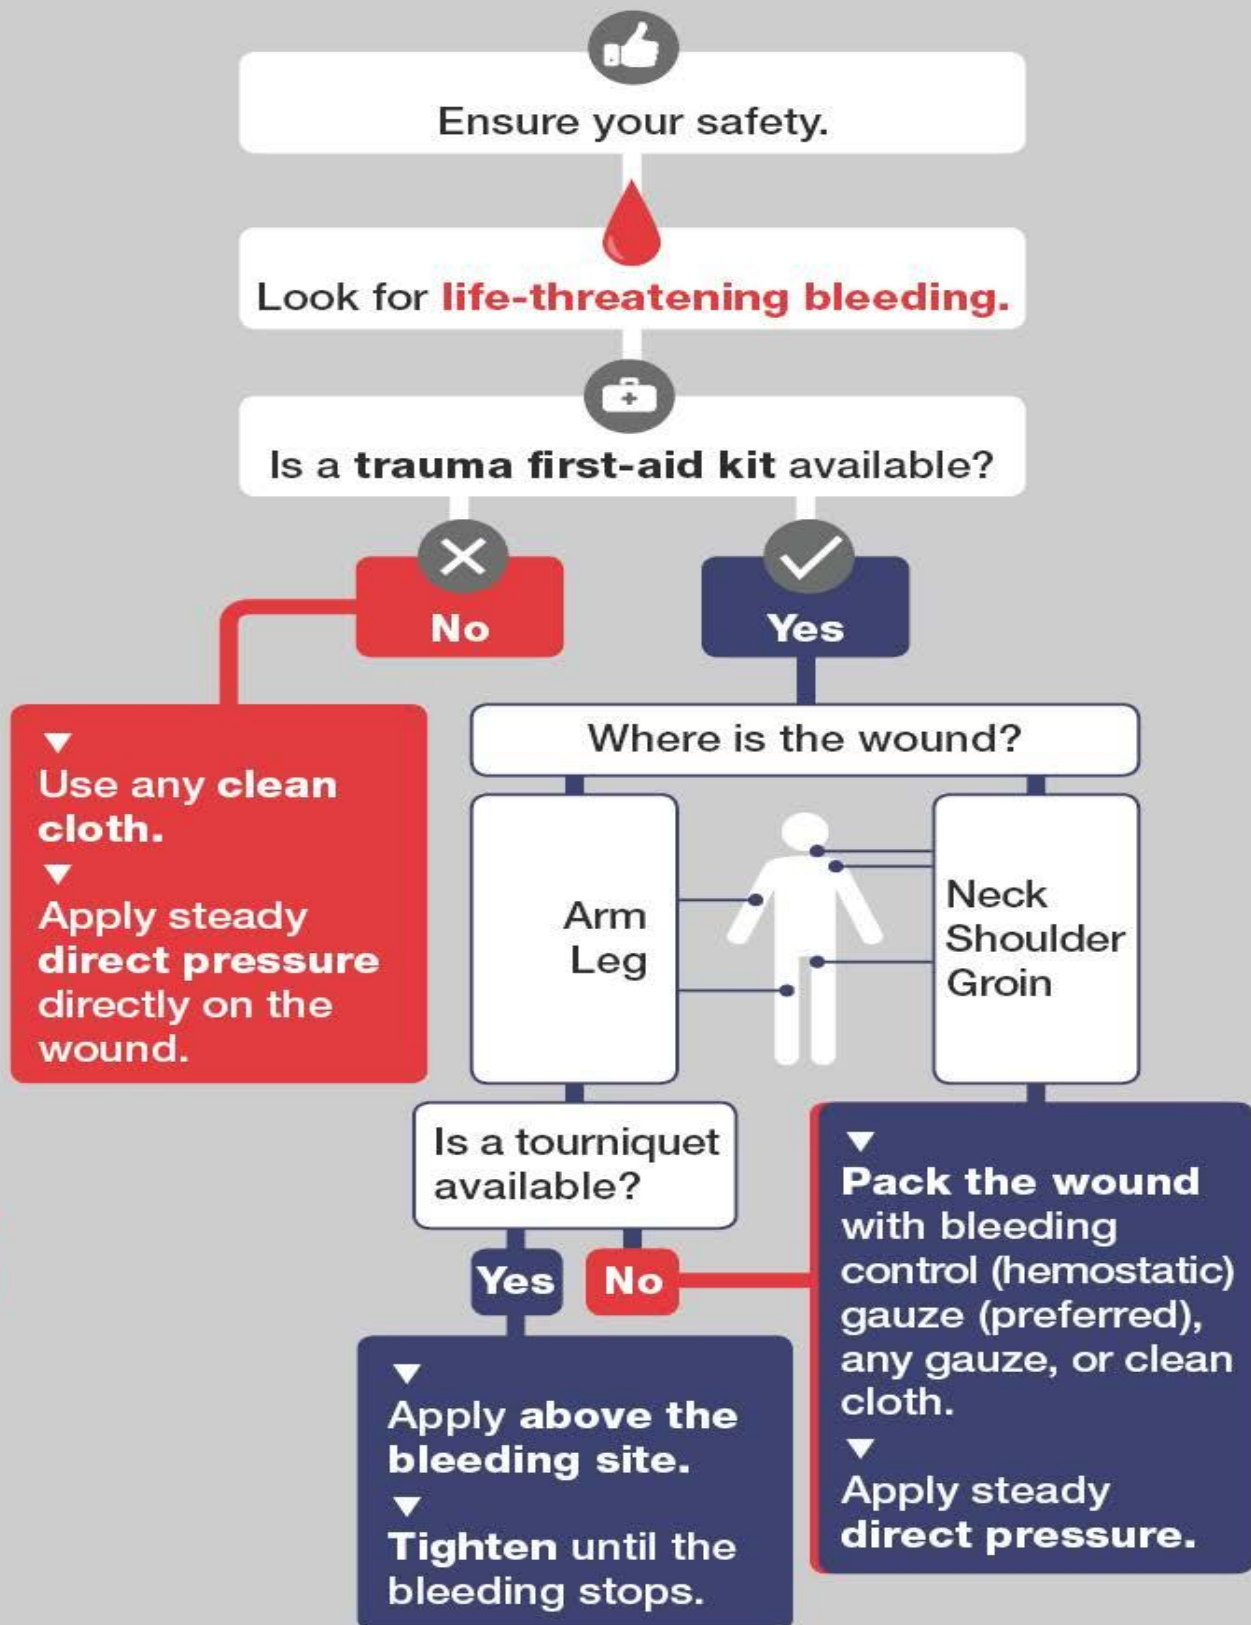 Ensure your safety.
Look for life-threatening bleeding.
Is a trauma first-aid kit available?
No
Yes
Use any clean
cloth.
Apply steady
direct pressure
directly on the
wound.
Where is the wound?
Arm
Leg
Neck
Shoulder
Groin
Is a tourniquet
available?
Yes
No
Apply above the
bleeding site.
Tighten until the
bleeding stops.
Pack the wound
with bleeding
control (hemostatic)
gauze (preferred),
any gauze, or clean
cloth.
Apply steady
direct pressure.